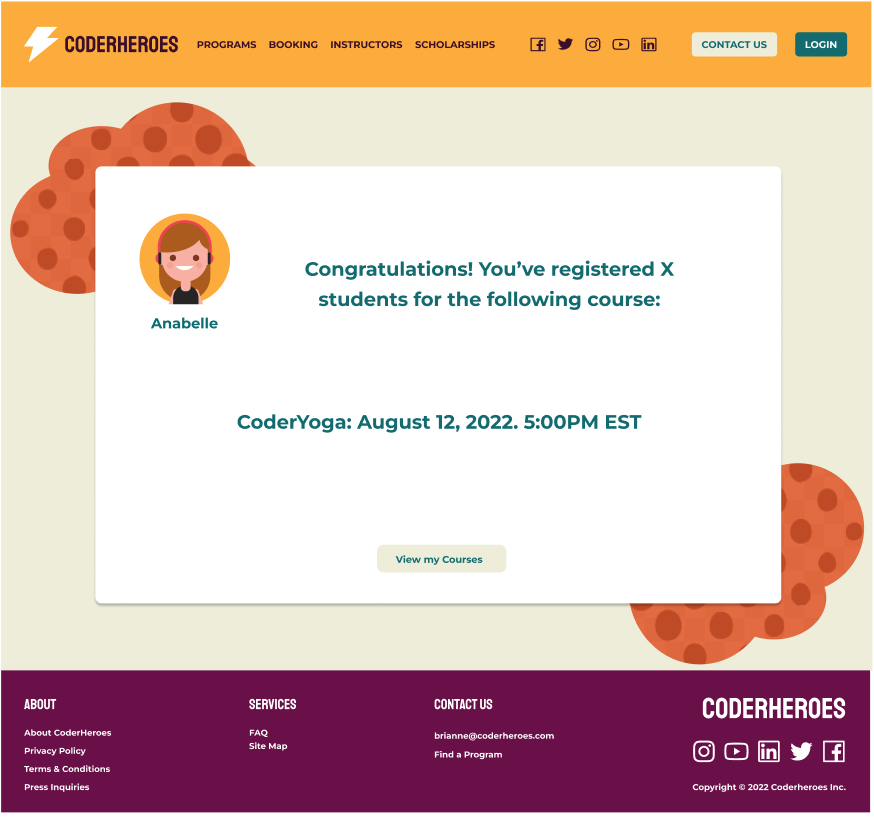 CODERHEROES PROGRAMS BOOKING INSTRUCTORS SCHOLARSHIPS CONTACT US LOGIN
Congratulations! You’ve registered X
students for the following course:
Anabelle
CoderYoga: August 12, 2022. 5:00PM EST
View my Courses
ABOUT
About CoderHeroes
Privacy Policy
Terms & Conditions
Press Inquiries
SERVICES
FAQ
Site Map
CONTACT US
brianne@coderheroes.com
Find a Program
CODERHEROES
Copyright © 2022 Coderheroes Inc.